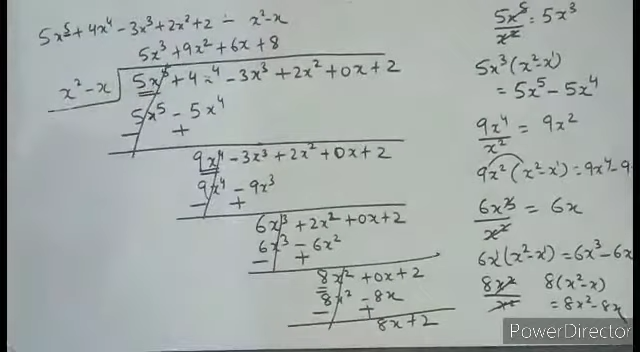 5x⁵ + 4x⁴ - 3x³ + 2x² + 2 ÷ x² - x
5x³ + 9x² + 6x + 8
x² - x ) 5x⁵ + 4x⁴ - 3x³ + 2x² + 0x + 2
5x⁵ - 5x⁴
- +
9x⁴ - 3x³ + 2x² + 0x + 2
9x⁴ - 9x³
- +
6x³ + 2x² + 0x + 2
6x³ - 6x²
- +
8x² + 0x + 2
8x² - 8x
- +
8x + 2
5x⁵/x² = 5x³
5x³(x² - x)
= 5x⁵ - 5x⁴
9x⁴/x² = 9x²
9x²(x² - x) = 9x⁴ - 9
6x³/x² = 6x
6x(x² - x) = 6x³ - 6x
8x²/x² 8(x² - x)
= 8x² - 8x
PowerDirector